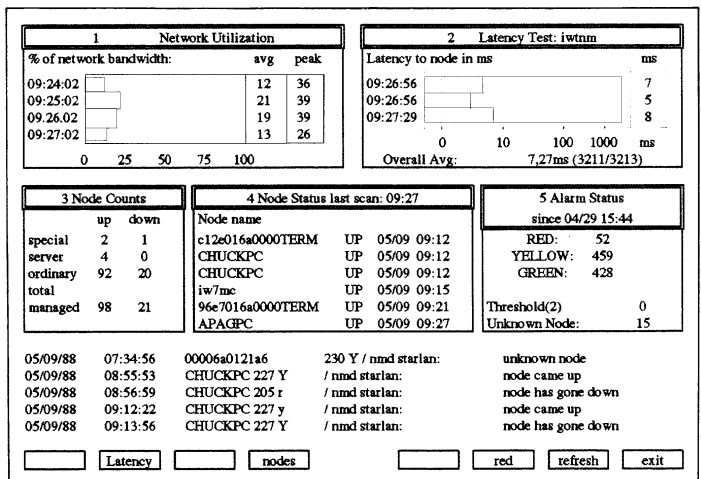 1 Network Utilization
% of network bandwidth: avg peak
09:24:02 12 36
09:25:02 21 39
09.26.02 19 39
09:27:02 13 26
0 25 50 75 100
2 Latency Test: iwtnm
Latency to node in ms ms
09:26:56 7
09:26:56 5
09:27:29 8
0 10 100 1000 ms
Overall Avg: 7,27ms (3211/3213)
3 Node Counts
up down
special 2 1
server 4 0
ordinary 92 20
total
managed 98 21
4 Node Status last scan: 09:27
Node name
c12e016a0000TERM UP 05/09 09:12
CHUCKPC UP 05/09 09:12
CHUCKPC UP 05/09 09:12
iw7mc UP 05/09 09:15
96e7016a0000TERM UP 05/09 09:21
APAGPC UP 05/09 09:27
5 Alarm Status
since 04/29 15:44
RED: 52
YELLOW: 459
GREEN: 428
Threshold(2) 0
Unknown Node: 15
05/09/88 07:34:56 00006a0121a6 230 Y / nmd starlan: unknown node
05/09/88 08:55:53 CHUCKPC 227 Y / nmd starlan: node came up
05/09/88 08:56:59 CHUCKPC 205 r / nmd starlan: node has gone down
05/09/88 09:12:22 CHUCKPC 227 y / nmd starlan: node came up
05/09/88 09:13:56 CHUCKPC 227 Y / nmd starlan: node has gone down
Latency nodes red refresh exit